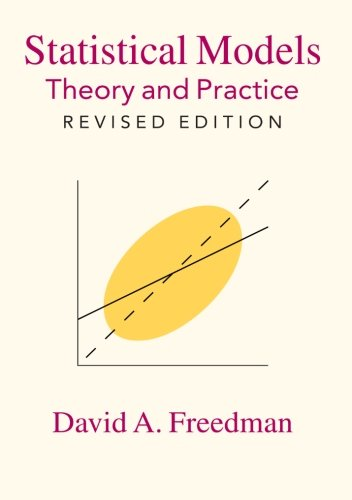 Statistical Models
Theory and Practice
REVISED EDITION
David A. Freedman